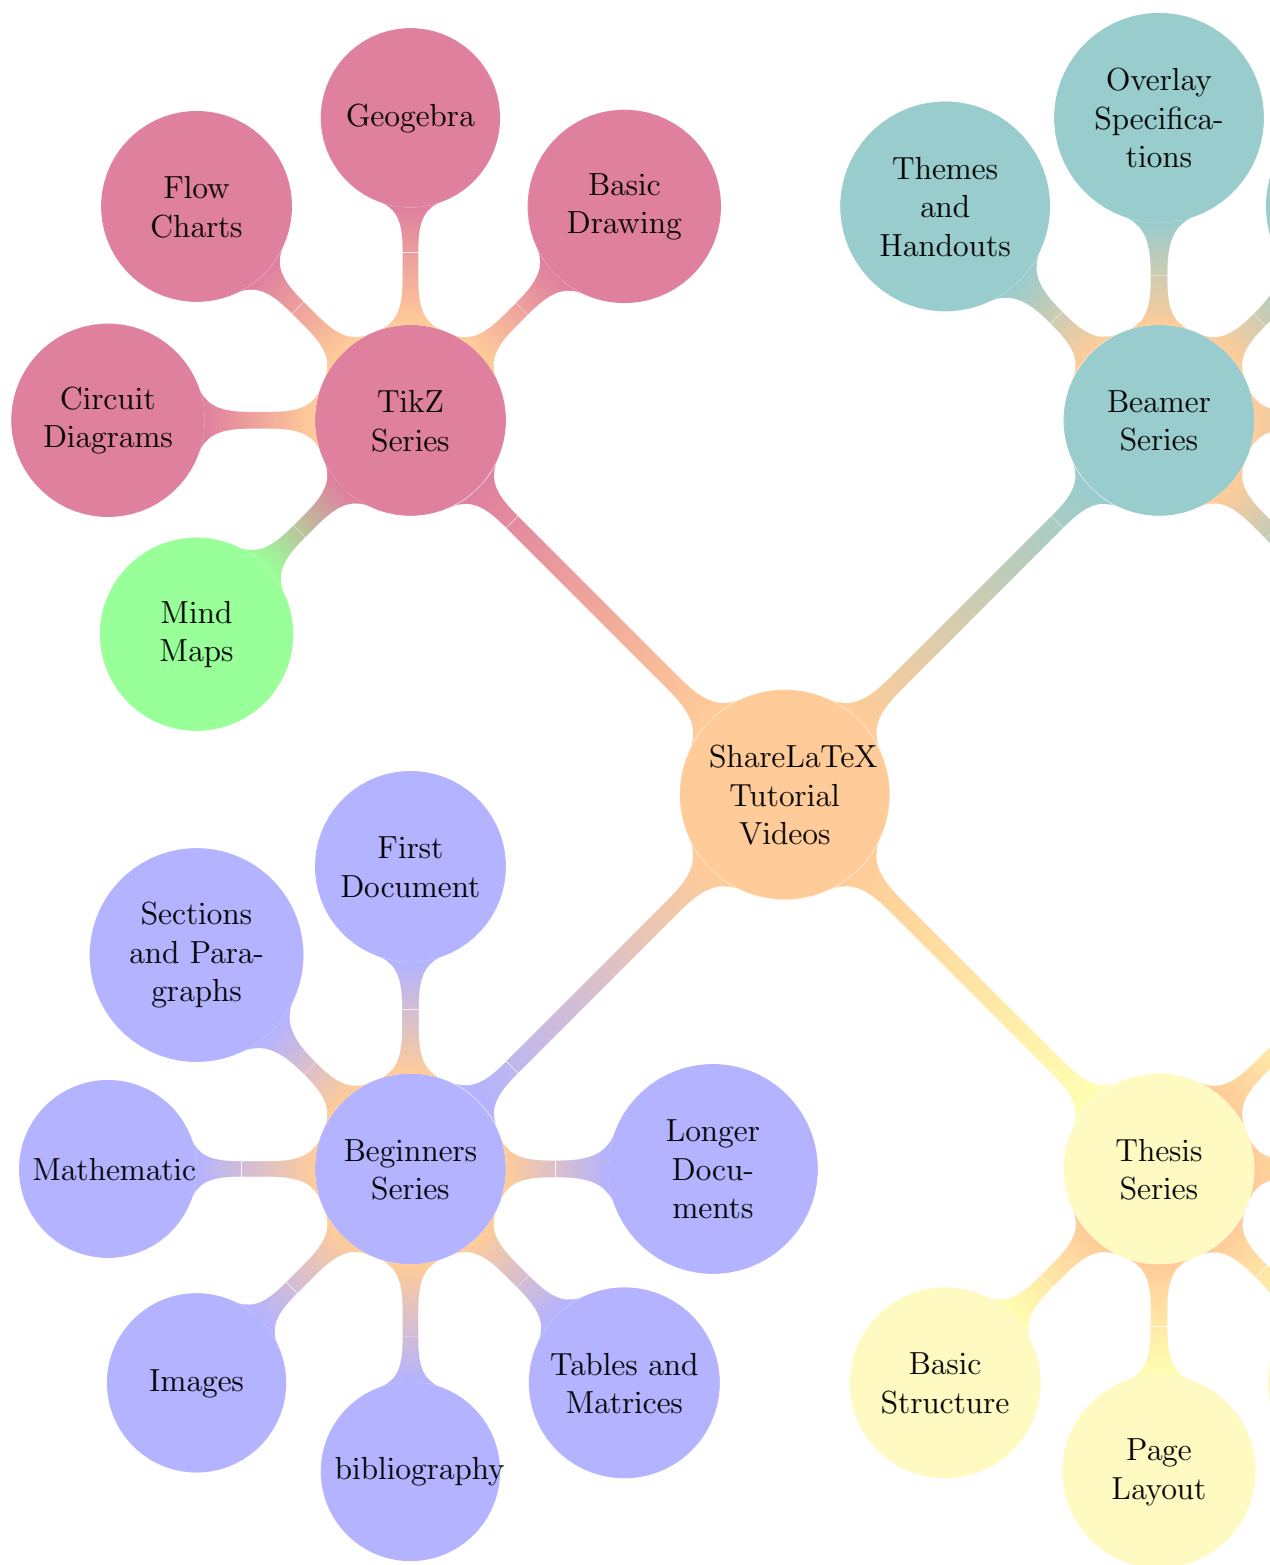 Geogebra
Flow
Charts
Basic
Drawing
Circuit
Diagrams
TikZ
Series
Mind
Maps
Overlay
Specifica-
tions
Themes
and
Handouts
Beamer
Series
ShareLaTeX
Tutorial
Videos
First
Document
Sections
and Para-
graphs
Mathematic
Beginners
Series
Longer
Docu-
ments
Images
bibliography
Tables and
Matrices
Thesis
Series
Basic
Structure
Page
Layout